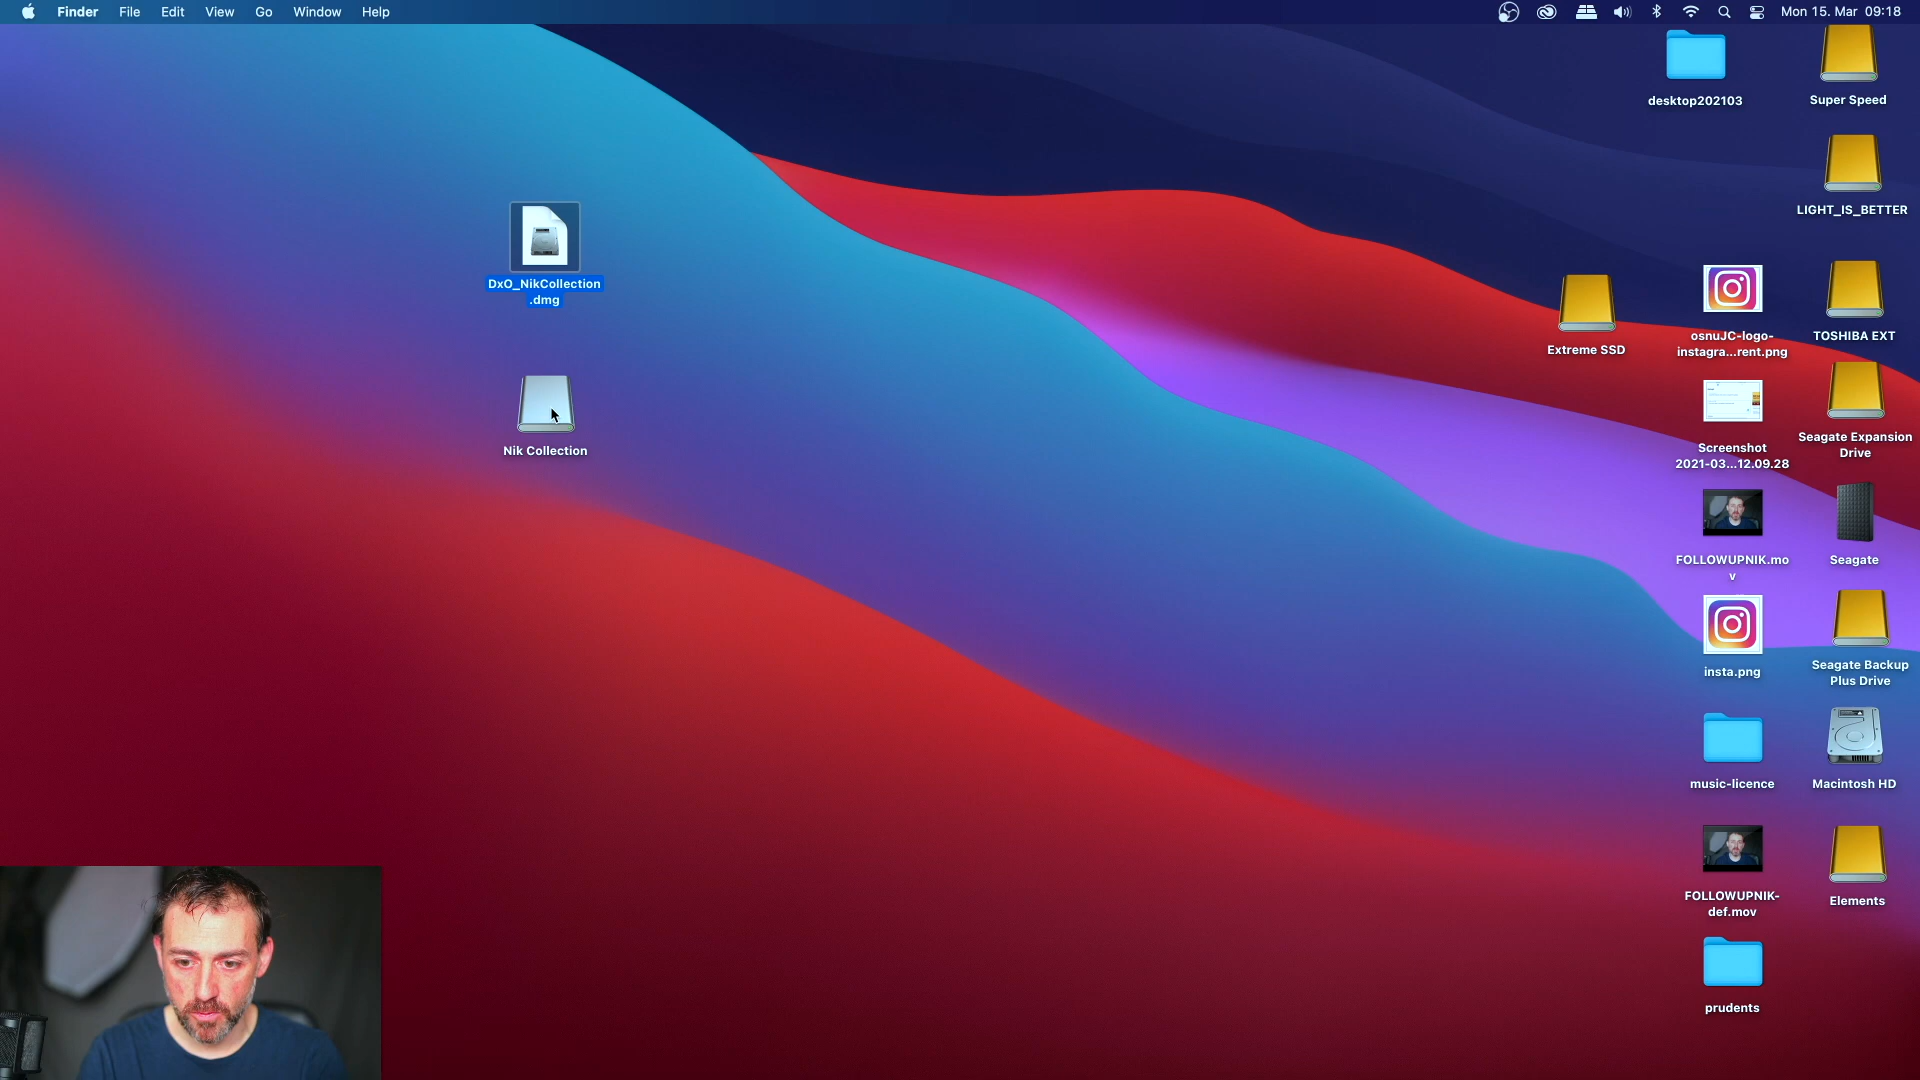 Finder File Edit View Go Window Help
Mon 15. Mar 09:18
desktop202103
Super Speed
LIGHT_IS_BETTER
DxO_NikCollection
.dmg
Extreme SSD
osnuJC-logo-
instagra...rent.png
TOSHIBA EXT
Nik Collection
Screenshot
2021-03...12.09.28
Seagate Expansion
Drive
FOLLOWUPNIK.mo
v
Seagate
insta.png
Seagate Backup
Plus Drive
music-licence
Macintosh HD
FOLLOWUPNIK-
def.mov
Elements
prudents